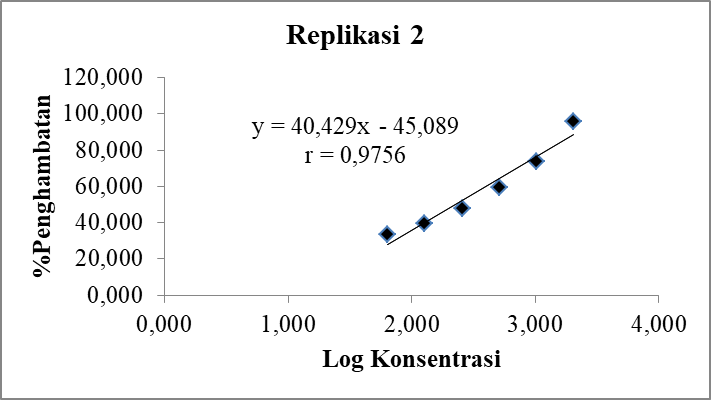 Replikasi 2
120,000
100,000
80,000
60,000
40,000
20,000
0,000
%Penghambatan
y = 40,429x - 45,089
r = 0,9756
0,000 1,000 2,000 3,000 4,000
Log Konsentrasi